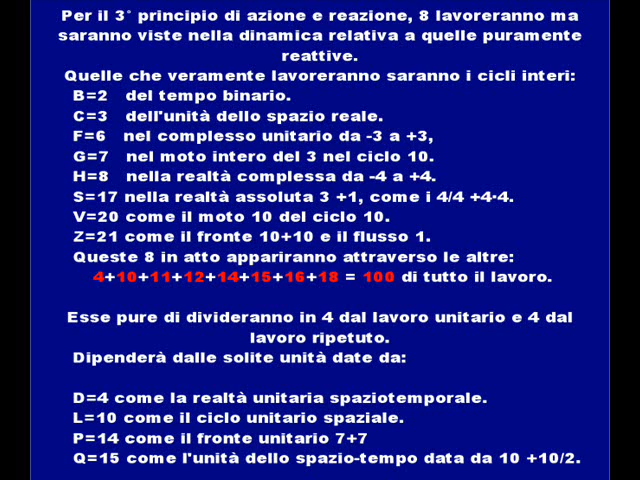 Per il 3° principio di azione e reazione, 8 lavoreranno ma
saranno viste nella dinamica relativa a quelle puramente
reattive.
Quelle che veramente lavoreranno saranno i cicli interi:
B=2 del tempo binario.
C=3 dell'unità dello spazio reale.
F=6 nel complesso unitario da -3 a +3,
G=7 nel moto intero del 3 nel ciclo 10.
H=8 nella realtà complessa da -4 a +4.
S=17 nella realtà assoluta 3 +1, come i 4/4 +4·4.
V=20 come il moto 10 del ciclo 10.
Z=21 come il fronte 10+10 e il flusso 1.
Queste 8 in atto appariranno attraverso le altre:
4+10+11+12+14+15+16+18 = 100 di tutto il lavoro.
Esse pure di divideranno in 4 dal lavoro unitario e 4 dal
lavoro ripetuto.
Dipenderà dalle solite unità date da:
D=4 come la realtà unitaria spaziotemporale.
L=10 come il ciclo unitario spaziale.
P=14 come il fronte unitario 7+7
Q=15 come l'unità dello spazio-tempo data da 10 +10/2.